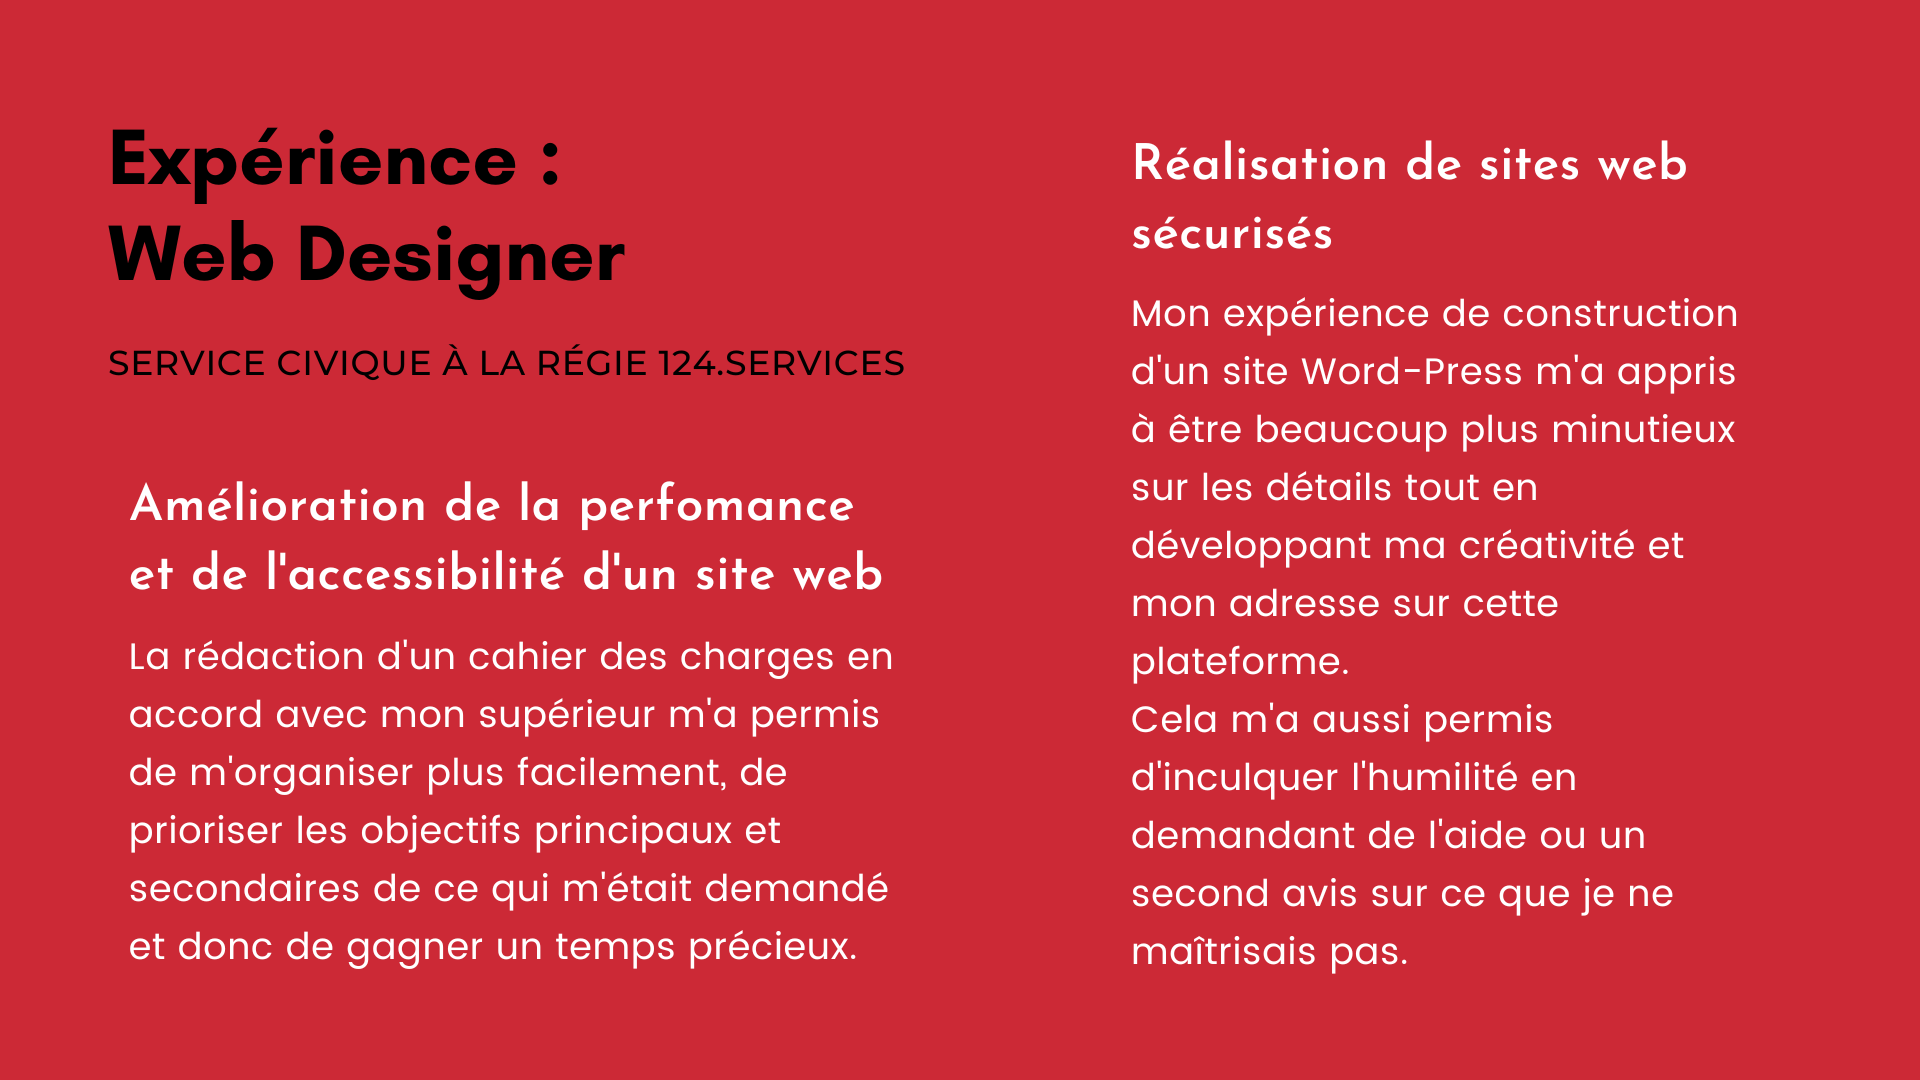 Expérience :
Web Designer
SERVICE CIVIQUE À LA RÉGIE 124.SERVICES
Amélioration de la perfomance
et de l'accessibilité d'un site web
La rédaction d'un cahier des charges en
accord avec mon supérieur m'a permis
de m'organiser plus facilement, de
prioriser les objectifs principaux et
secondaires de ce qui m'était demandé
et donc de gagner un temps précieux.
Réalisation de sites web
sécurisés
Mon expérience de construction
d'un site Word-Press m'a appris
à être beaucoup plus minutieux
sur les détails tout en
développant ma créativité et
mon adresse sur cette
plateforme.
Cela m'a aussi permis
d'inculquer l'humilité en
demandant de l'aide ou un
second avis sur ce que je ne
maîtrisais pas.